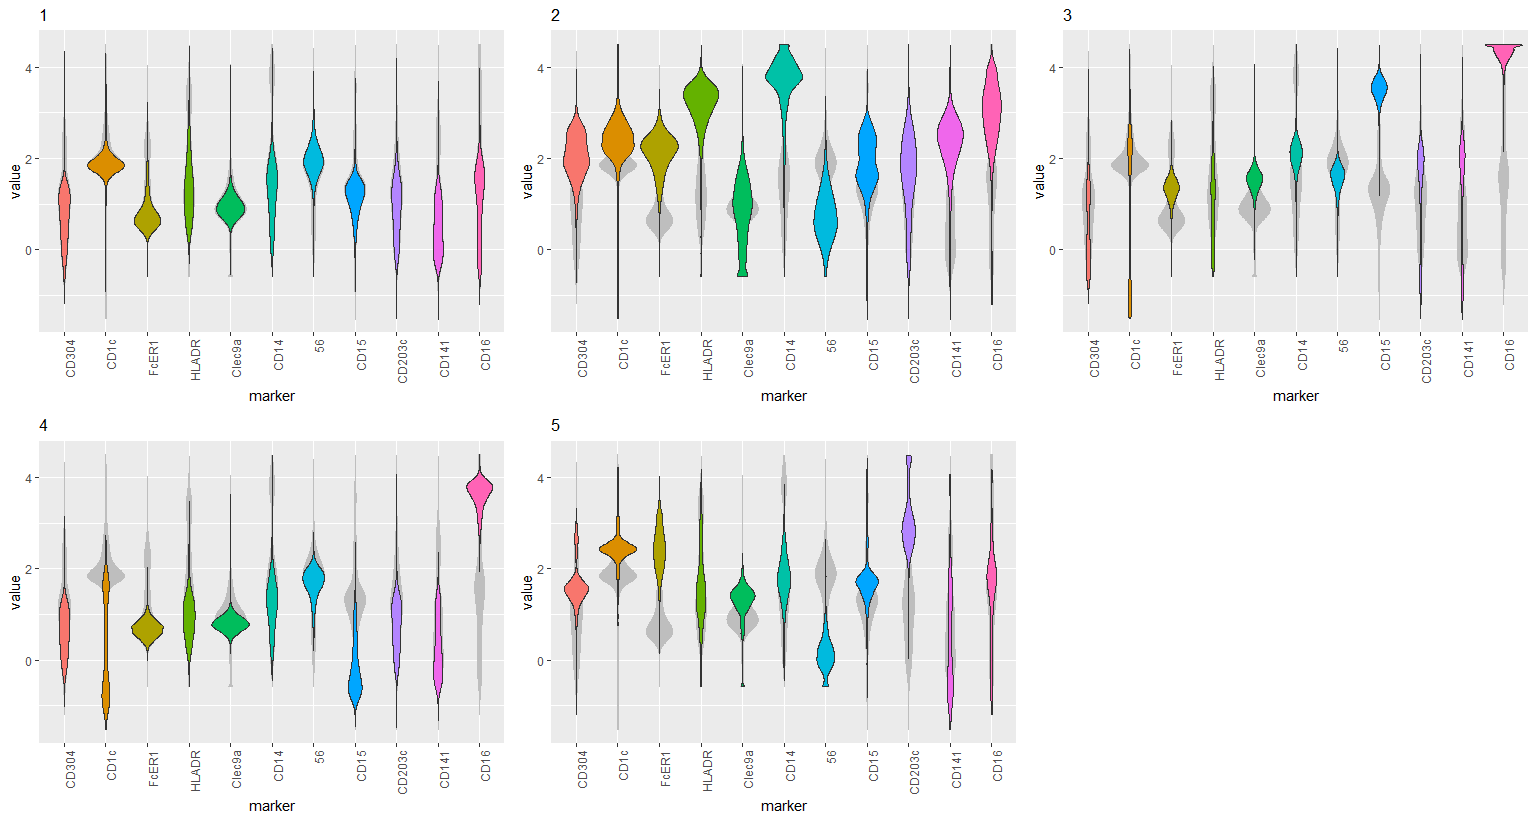 1
4
2
0
value
CD304
CD1c
FcER1
HLADR
Clec9a
CD14
56
CD15
CD203c
CD141
CD16
marker
2
4
2
0
value
CD304
CD1c
FcER1
HLADR
Clec9a
CD14
56
CD15
CD203c
CD141
CD16
marker
3
4
2
0
value
CD304
CD1c
FcER1
HLADR
Clec9a
CD14
56
CD15
CD203c
CD141
CD16
marker
4
4
2
0
value
CD304
CD1c
FcER1
HLADR
Clec9a
CD14
56
CD15
CD203c
CD141
CD16
marker
5
4
2
0
value
CD304
CD1c
FcER1
HLADR
Clec9a
CD14
56
CD15
CD203c
CD141
CD16
marker